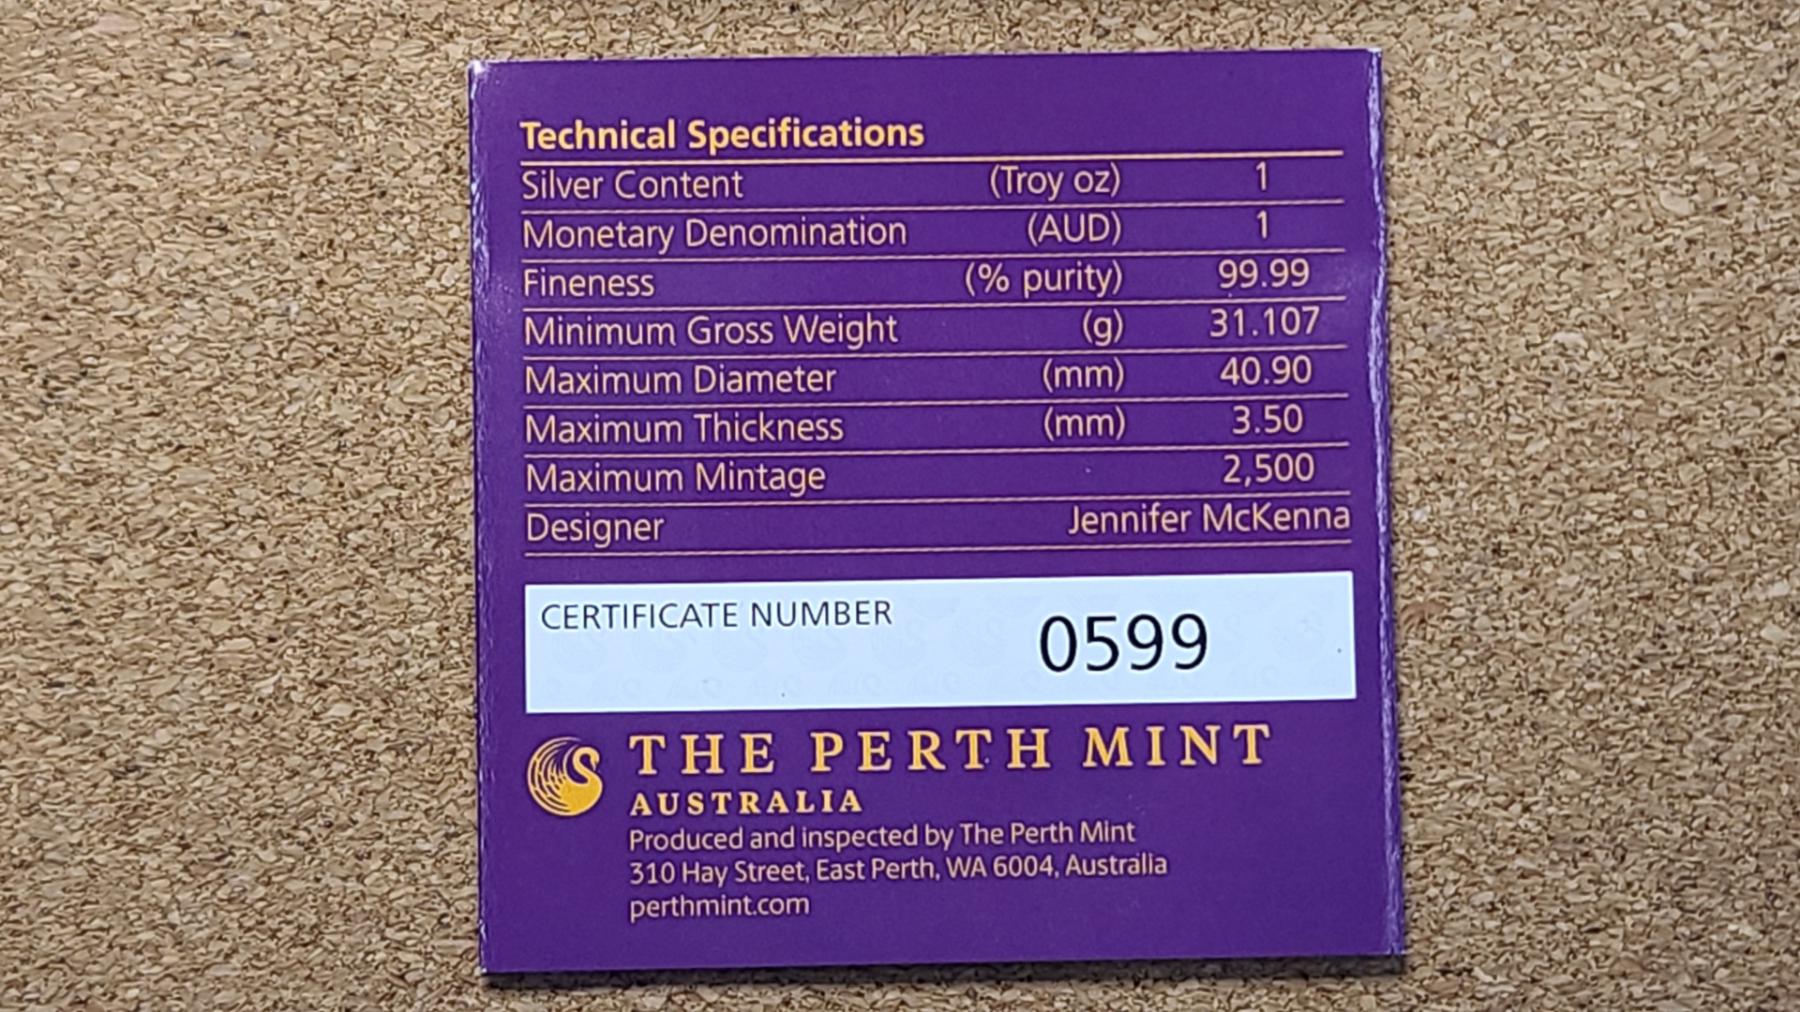 Technical Specifications
Silver Content (Troy oz) 1
Monetary Denomination (AUD) 1
Fineness (% purity) 99.99
Minimum Gross Weight (g) 31.107
Maximum Diameter (mm) 40.90
Maximum Thickness (mm) 3.50
Maximum Mintage 2,500
Designer Jennifer McKenna
CERTIFICATE NUMBER 0599
THE PERTH MINT
AUSTRALIA
Produced and inspected by The Perth Mint
310 Hay Street, East Perth, WA 6004, Australia
perthmint.com